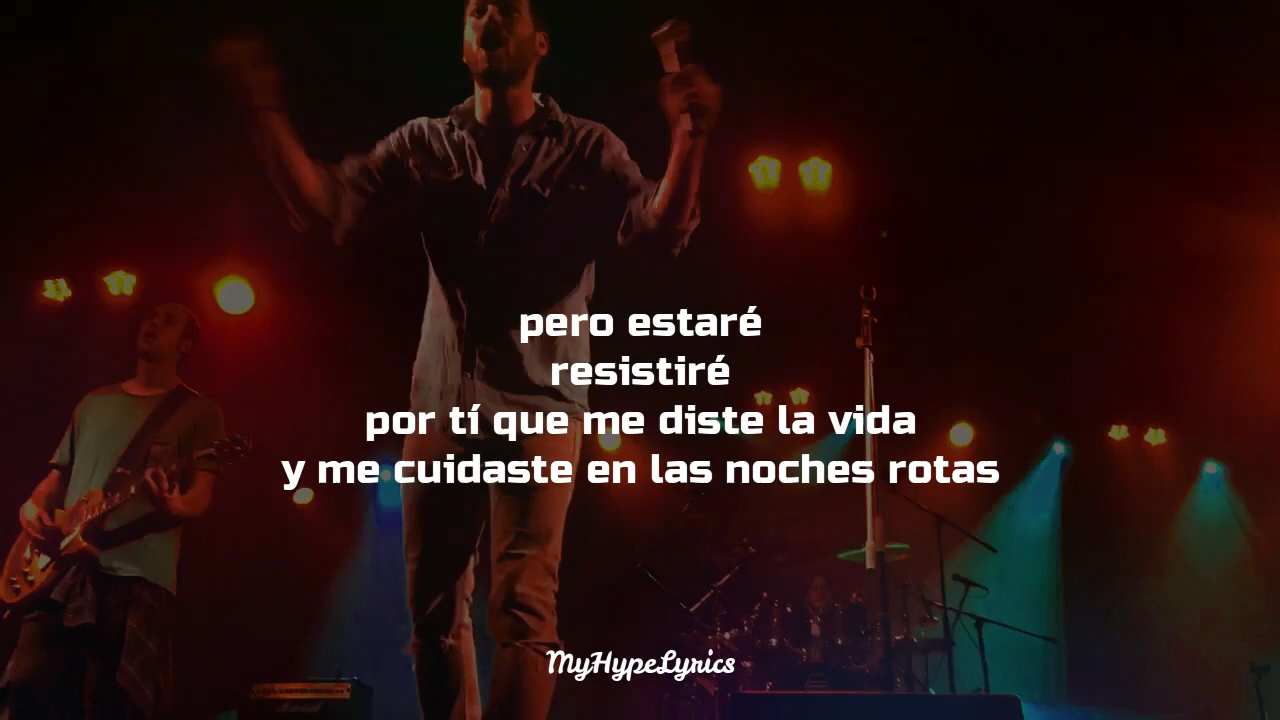 pero estaré
resistiré
por tí que me diste la vida
y me cuidaste en las noches rotas
MyHypeLyrics